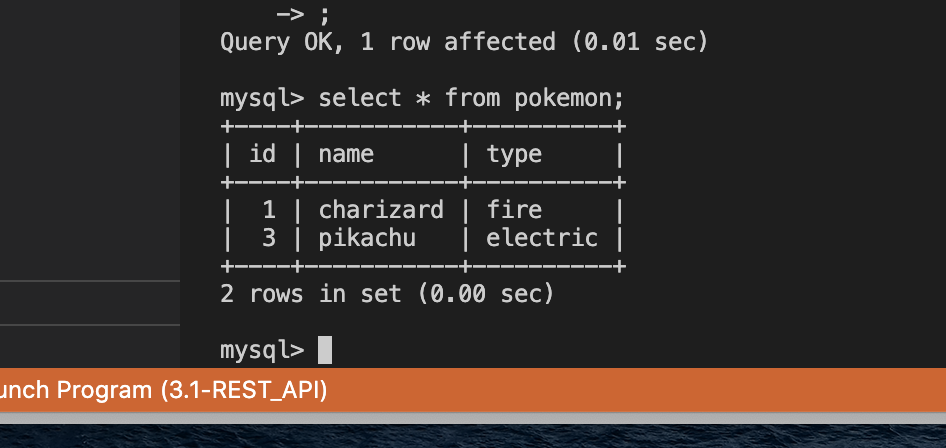 -> ;
Query OK, 1 row affected (0.01 sec)
mysql> select * from pokemon;
+----+-----------+----------+
| id | name      | type     |
+----+-----------+----------+
|  1 | charizard | fire     |
|  3 | pikachu   | electric |
+----+-----------+----------+
2 rows in set (0.00 sec)
mysql>
unch Program (3.1-REST_API)